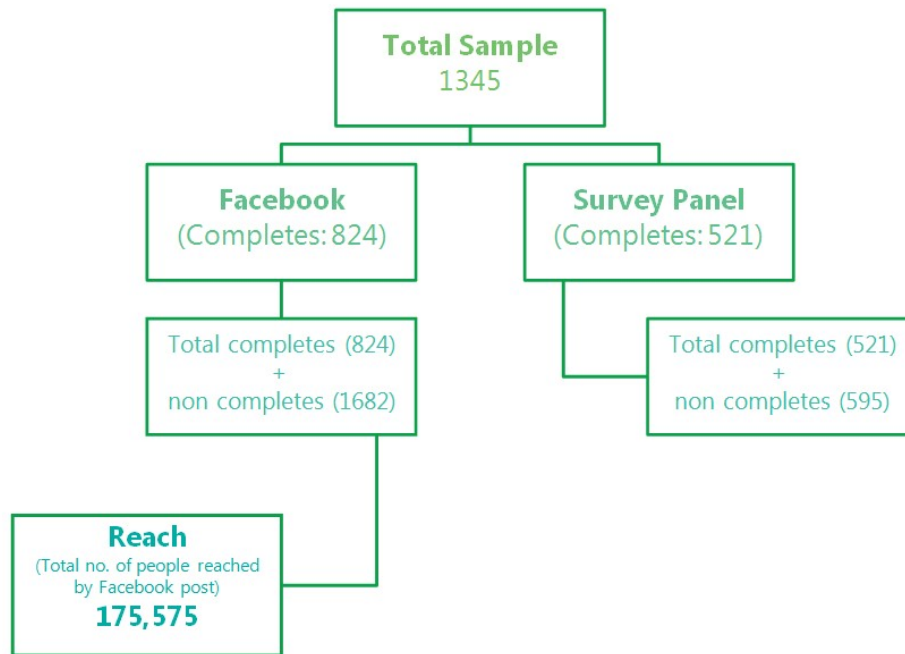 Total Sample
1345
Facebook
(Completes: 824)
Survey Panel
(Completes: 521)
Total completes (824)
+
non completes (1682)
Total completes (521)
+
non completes (595)
Reach
(Total no. of people reached
by Facebook post)
175,575